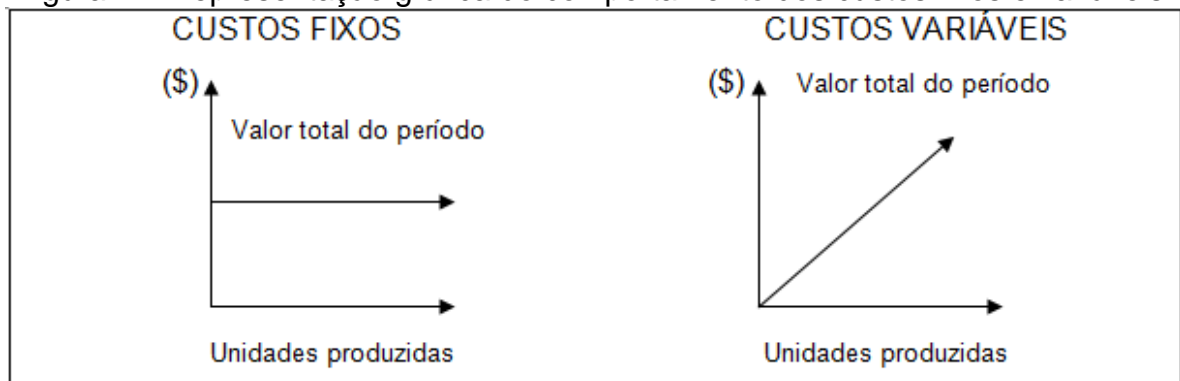 CUSTOS FIXOS
($)
Valor total do período
Unidades produzidas
CUSTOS VARIÁVEIS
($)
Valor total do período
Unidades produzidas